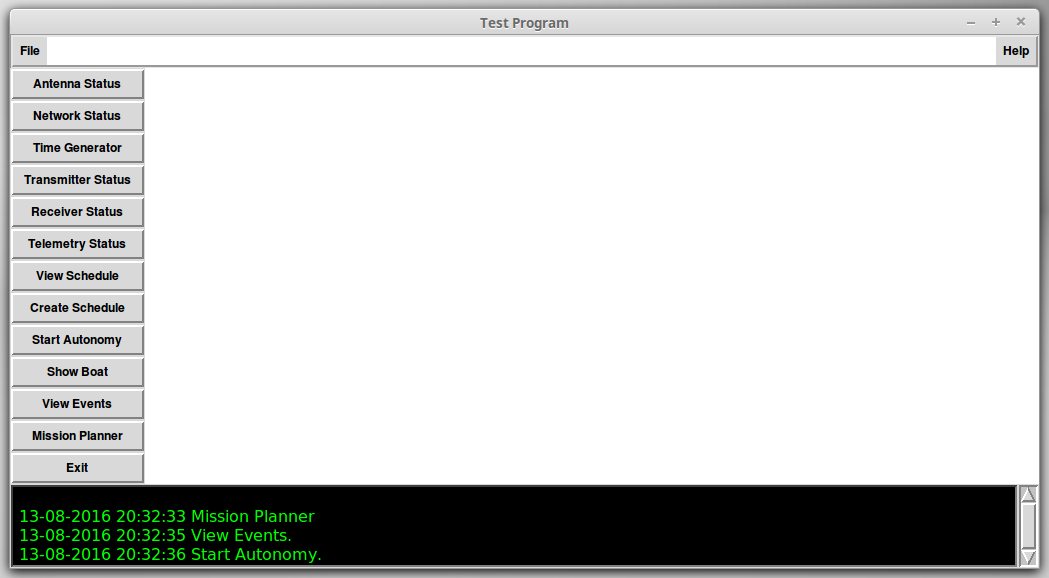 Test Program
File
Help
Antenna Status
Network Status
Time Generator
Transmitter Status
Receiver Status
Telemetry Status
View Schedule
Create Schedule
Start Autonomy
Show Boat
View Events
Mission Planner
Exit
13-08-2016 20:32:33 Mission Planner
13-08-2016 20:32:35 View Events.
13-08-2016 20:32:36 Start Autonomy.